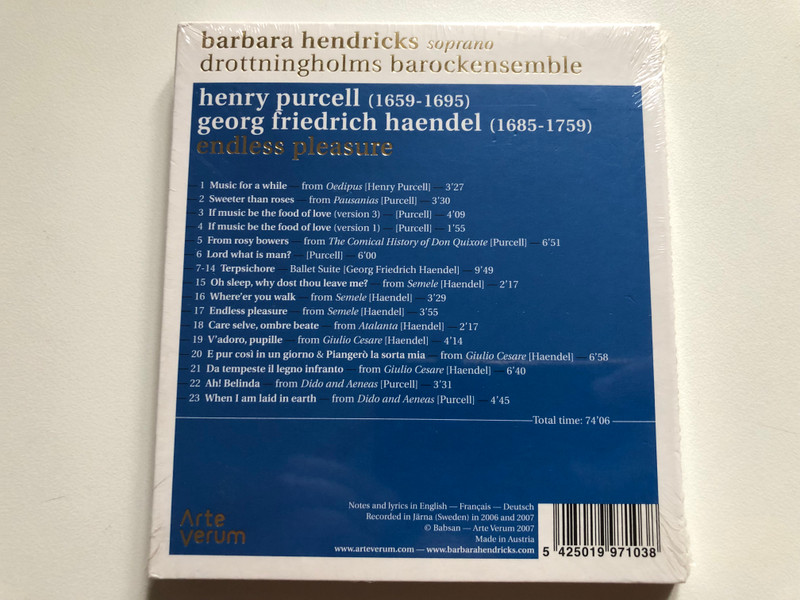 barbara hendricks soprano
drottningholms barockensemble
henry purcell (1659-1695)
georg friedrich haendel (1685-1759)
endless pleasure
1 Music for a while — from Oedipus [Henry Purcell] — 3'27
2 Sweeter than roses — from Pausanias [Purcell] — 3'30
3 If music be the food of love (version 3) — [Purcell] — 4'09
4 If music be the food of love (version 1) — [Purcell] — 1'55
5 From rosy bowers — from The Comical History of Don Quixote [Purcell] — 6'51
6 Lord what is man? — [Purcell] — 6'00
7-14 Terpsichore — Ballet Suite [Georg Friedrich Haendel] — 9'49
15 Oh sleep, why dost thou leave me? — from Semele [Haendel] — 2'17
16 Where'er you walk — from Semele [Haendel] — 3'29
17 Endless pleasure — from Semele [Haendel] — 3'55
18 Care selve, ombre beate — from Atalanta [Haendel] — 2'17
19 V'adoro, pupille — from Giulio Cesare [Haendel] — 4'14
20 E pur così in un giorno & Piangerò la sorta mia — from Giulio Cesare [Haendel] — 6'58
21 Da tempeste il legno infranto — from Giulio Cesare [Haendel] — 6'40
22 Ah! Belinda — from Dido and Aeneas [Purcell] — 3'31
23 When I am laid in earth — from Dido and Aeneas [Purcell] — 4'45
Total time: 74'06
Notes and lyrics in English — Français — Deutsch
Recorded in Järna (Sweden) in 2006 and 2007
© Babsan — Arte Verum 2007
Made in Austria
www.arteverum.com — www.barbarahendricks.com
Arte
Verum
5 425019 971038